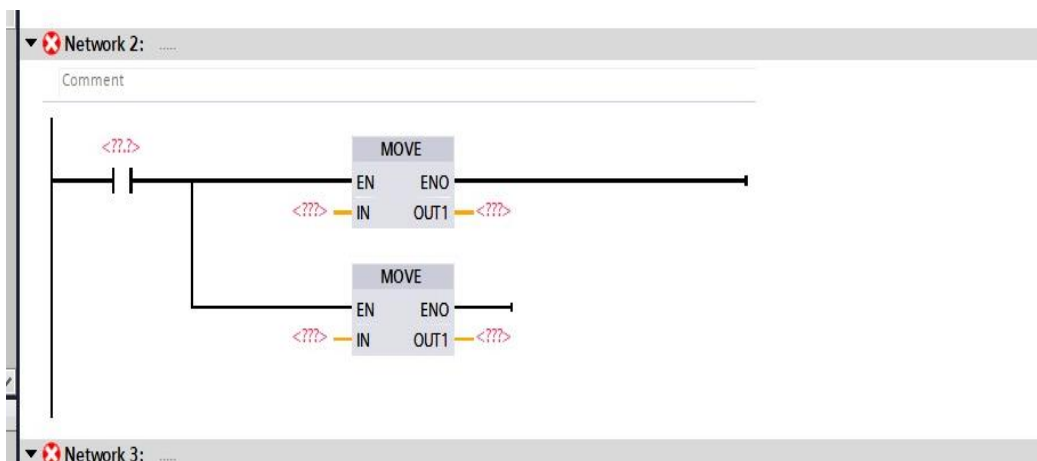 Network 2: .....
Comment
<??.?>
MOVE
EN ENO
<???> IN OUT1 <???>
MOVE
EN ENO
<???> IN OUT1 <???>
Network 3: .....